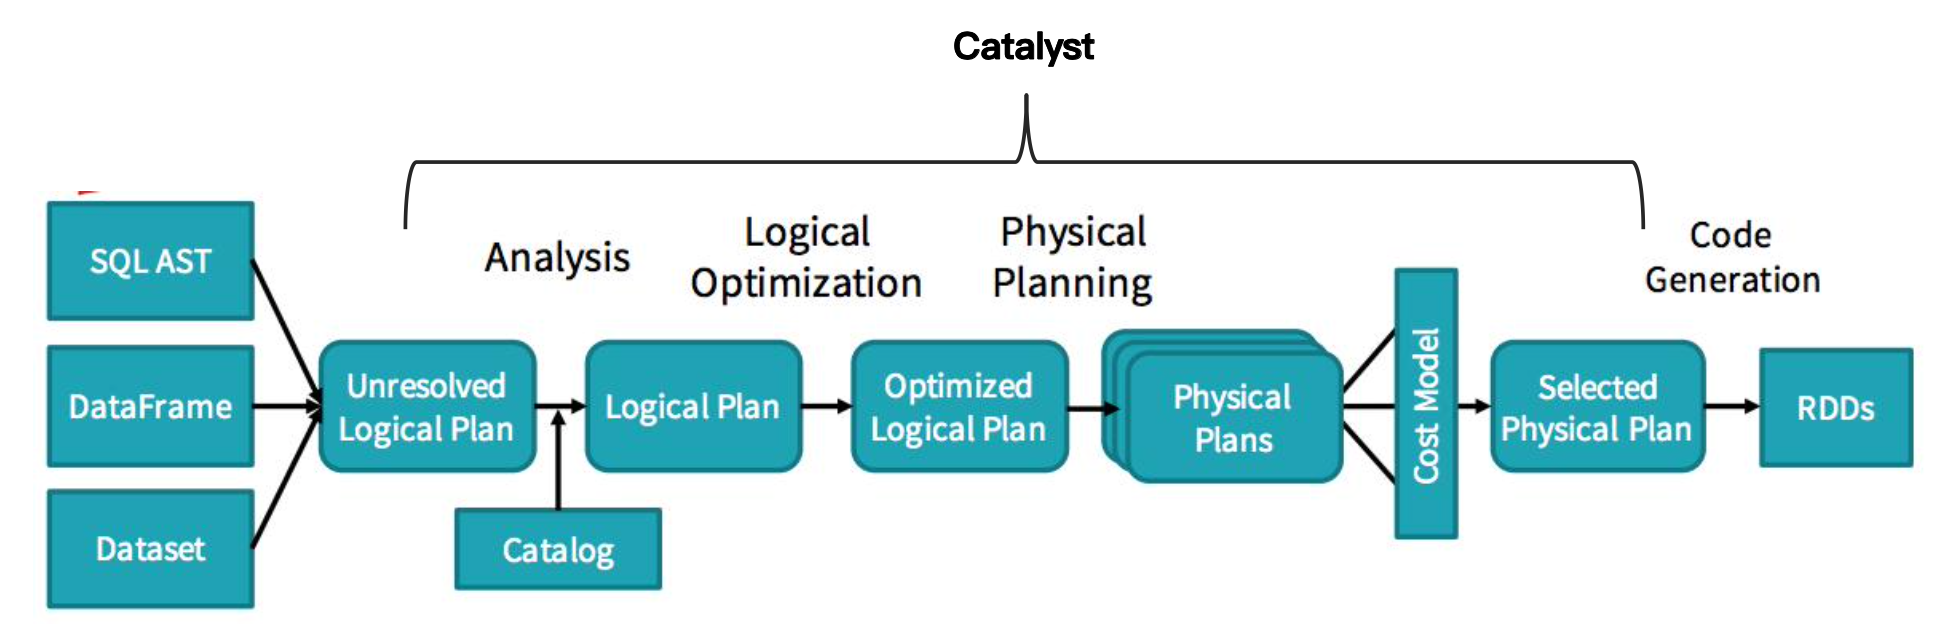 Catalyst
Analysis
Logical
Optimization
Physical
Planning
Code
Generation
SQL AST
DataFrame
Dataset
Unresolved
Logical Plan
Catalog
Logical Plan
Optimized
Logical Plan
Physical
Plans
Cost Model
Selected
Physical Plan
RDDs